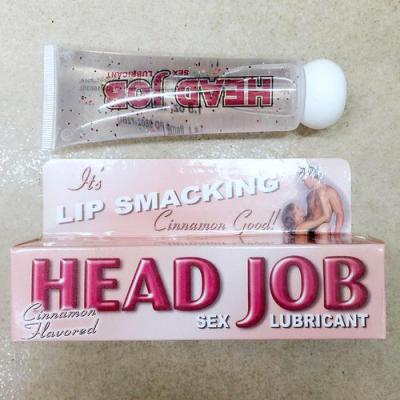 HEAD JOB
SEX LUBRICANT
It's
LIP SMACKING
Cinnamon Good!
HEAD JOB
Cinnamon
Flavored
SEX LUBRICANT